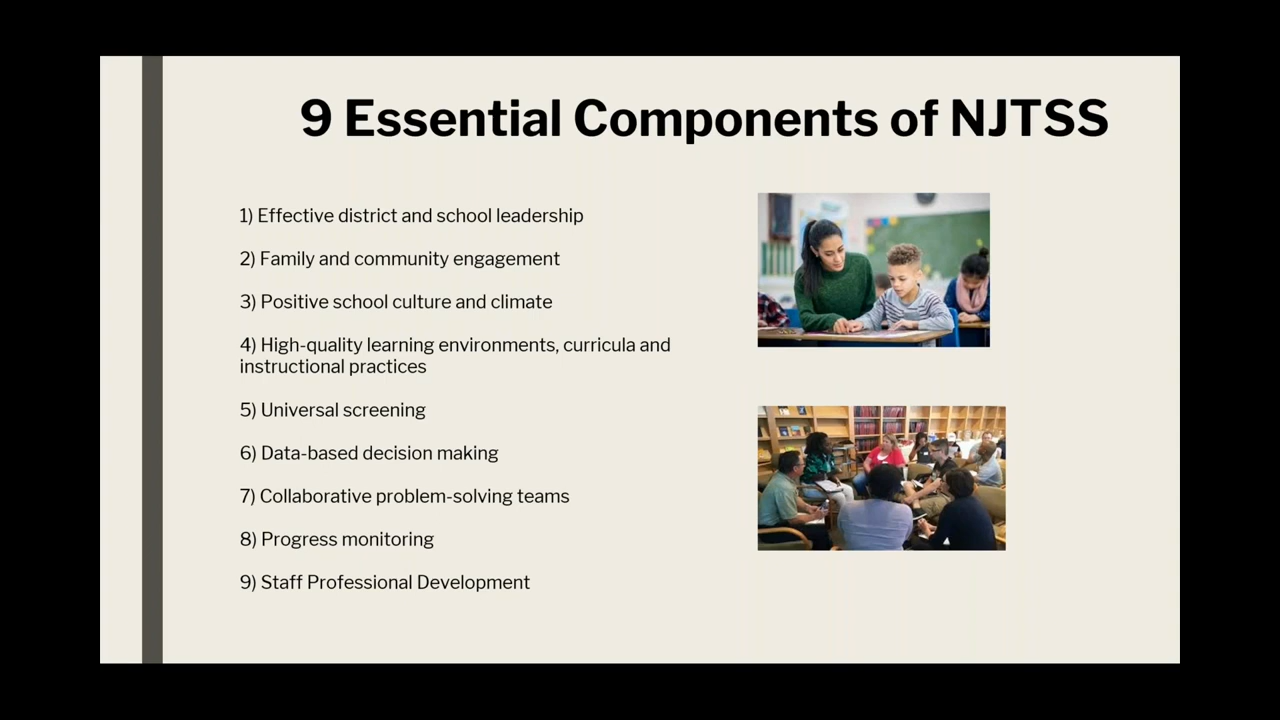 9 Essential Components of NJTSS
1) Effective district and school leadership
2) Family and community engagement
3) Positive school culture and climate
4) High-quality learning environments, curricula and
instructional practices
5) Universal screening
6) Data-based decision making
7) Collaborative problem-solving teams
8) Progress monitoring
9) Staff Professional Development